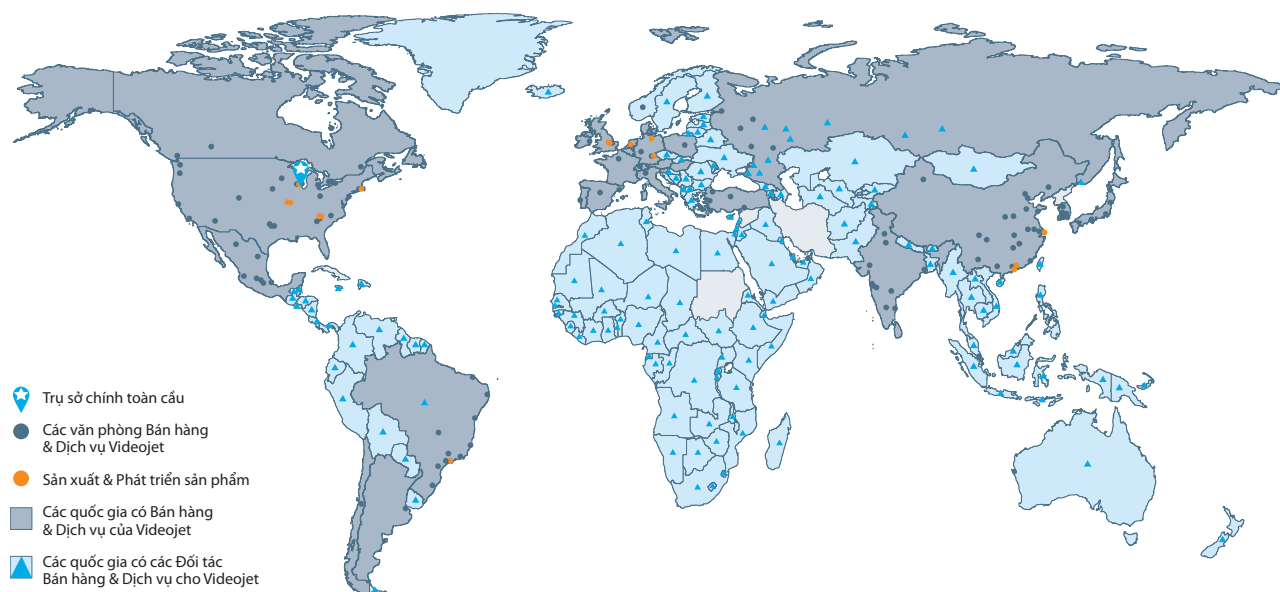 Trụ sở chính toàn cầu
Các văn phòng Bán hàng
& Dịch vụ Videojet
Sản xuất & Phát triển sản phẩm
Các quốc gia có Bán hàng
& Dịch vụ của Videojet
Các quốc gia có các Đối tác
Bán hàng & Dịch vụ cho Videojet